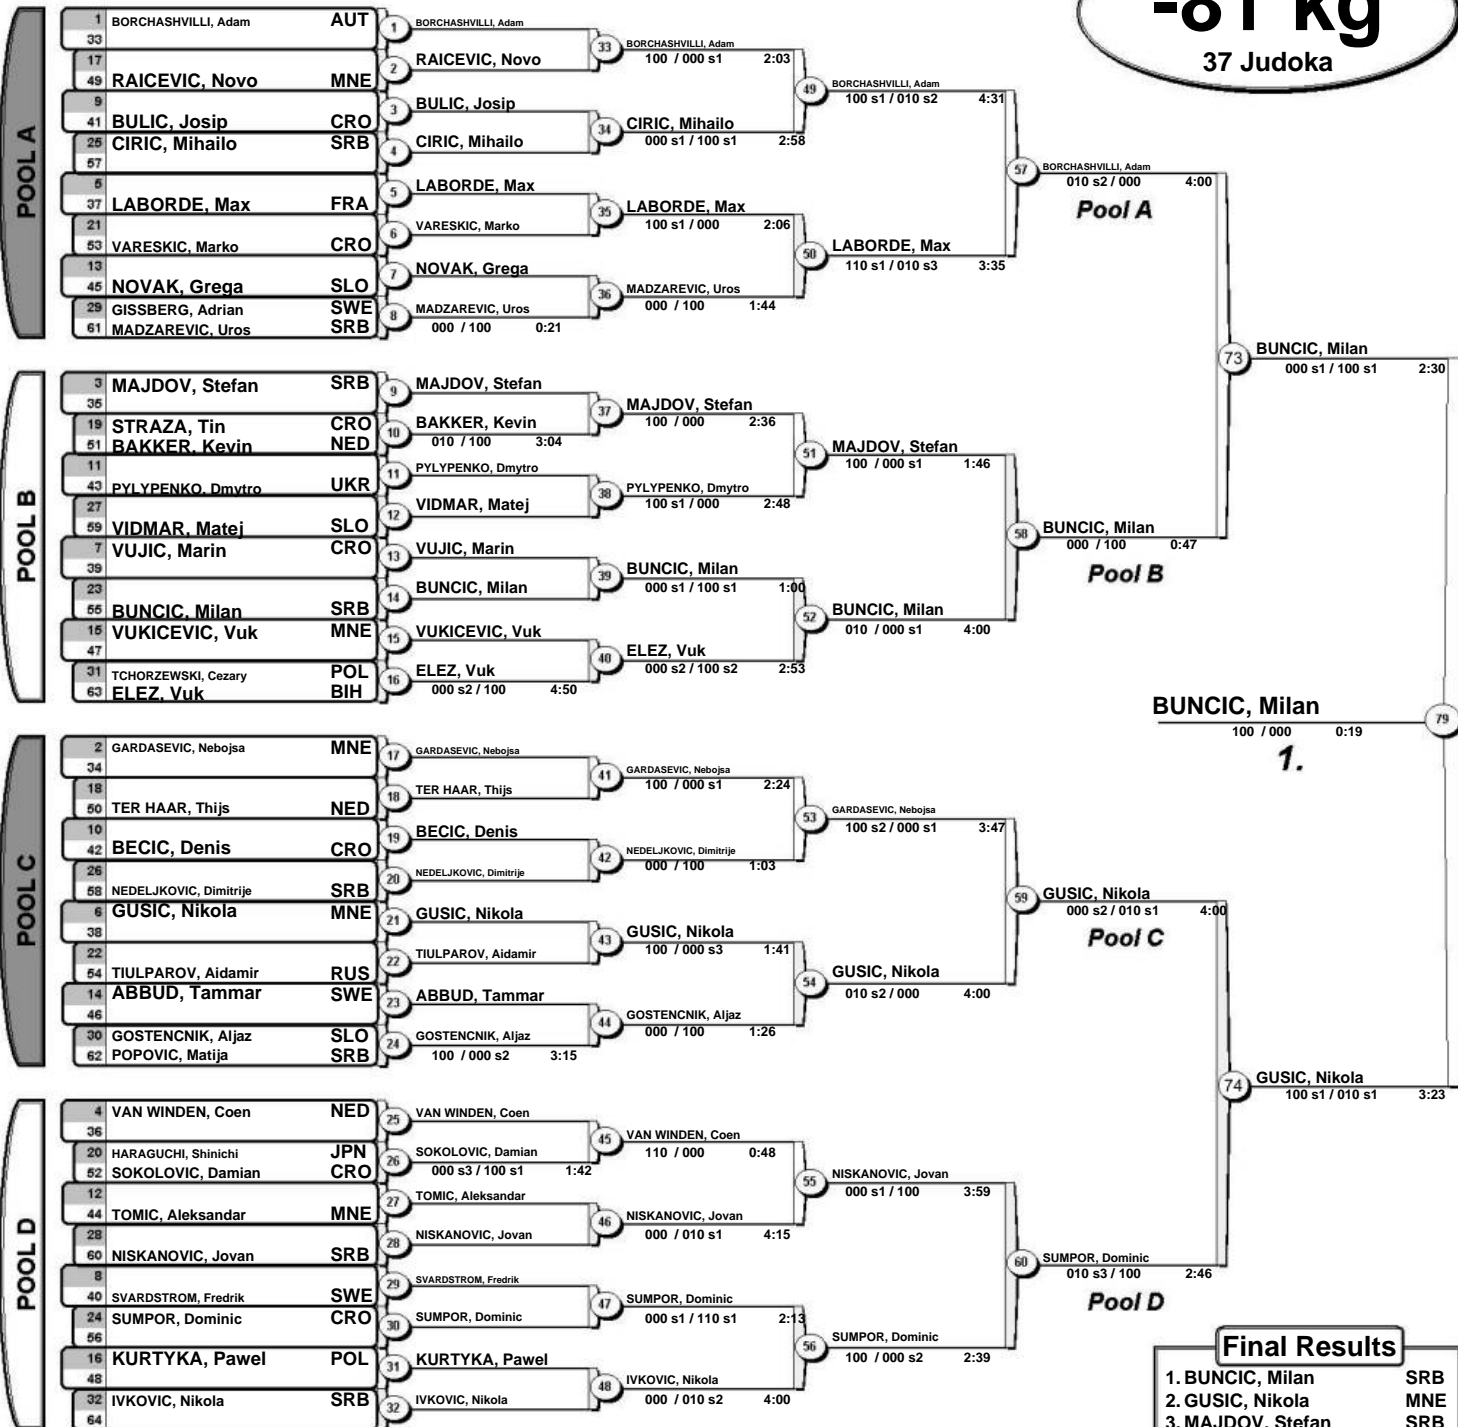 -81 kg
37 Judoka
POOL A
1 BORCHASHVILLI, Adam AUT
33
17
49 RAICEVIC, Novo MNE
9
41 BULIC, Josip CRO
25 CIRIC, Mihailo SRB
57
5
37 LABORDE, Max FRA
21
53 VARESKIC, Marko CRO
13
45 NOVAK, Grega SLO
29 GISSBERG, Adrian SWE
61 MADZAREVIC, Uros SRB
1 BORCHASHVILLI, Adam
2 RAICEVIC, Novo
3 BULIC, Josip
4 CIRIC, Mihailo
5 LABORDE, Max
6 VARESKIC, Marko
7 NOVAK, Grega
8 MADZAREVIC, Uros
000 / 100 0:21
33 BORCHASHVILLI, Adam
100 / 000 s1 2:03
34 CIRIC, Mihailo
000 s1 / 100 s1 2:58
35 LABORDE, Max
100 s1 / 000 2:06
36 MADZAREVIC, Uros
000 / 100 1:44
49 BORCHASHVILLI, Adam
100 s1 / 010 s2 4:31
50 LABORDE, Max
110 s1 / 010 s3 3:35
57 BORCHASHVILLI, Adam
010 s2 / 000 4:00
Pool A
POOL B
3 MAJDOV, Stefan SRB
35
19 STRAZA, Tin CRO
51 BAKKER, Kevin NED
11
43 PYLYPENKO, Dmytro UKR
27
59 VIDMAR, Matej SLO
7 VUJIC, Marin CRO
39
23
55 BUNCIC, Milan SRB
15 VUKICEVIC, Vuk MNE
47
31 TCHORZEWSKI, Cezary POL
63 ELEZ, Vuk BIH
9 MAJDOV, Stefan
10 BAKKER, Kevin
010 / 100 3:04
11 PYLYPENKO, Dmytro
12 VIDMAR, Matej
13 VUJIC, Marin
14 BUNCIC, Milan
15 VUKICEVIC, Vuk
16 ELEZ, Vuk
000 s2 / 100 4:50
37 MAJDOV, Stefan
100 / 000 2:36
38 PYLYPENKO, Dmytro
100 s1 / 000 2:48
39 BUNCIC, Milan
000 s1 / 100 s1 1:00
40 ELEZ, Vuk
000 s2 / 100 s2 2:53
51 MAJDOV, Stefan
100 / 000 s1 1:46
52 BUNCIC, Milan
010 / 000 s1 4:00
58 BUNCIC, Milan
000 / 100 0:47
Pool B
73 BUNCIC, Milan
000 s1 / 100 s1 2:30
BUNCIC, Milan 79
100 / 000 0:19
1.
POOL C
2 GARDASEVIC, Nebojsa MNE
34
18
50 TER HAAR, Thijs NED
10
42 BECIC, Denis CRO
26
58 NEDELJKOVIC, Dimitrije SRB
6 GUSIC, Nikola MNE
38
22
54 TIULPAROV, Aidamir RUS
14 ABBUD, Tammar SWE
46
30 GOSTENCNIK, Aljaz SLO
62 POPOVIC, Matija SRB
17 GARDASEVIC, Nebojsa
18 TER HAAR, Thijs
19 BECIC, Denis
20 NEDELJKOVIC, Dimitrije
21 GUSIC, Nikola
22 TIULPAROV, Aidamir
23 ABBUD, Tammar
24 GOSTENCNIK, Aljaz
100 / 000 s2 3:15
41 GARDASEVIC, Nebojsa
100 / 000 s1 2:24
42 NEDELJKOVIC, Dimitrije
000 / 100 1:03
43 GUSIC, Nikola
100 / 000 s3 1:41
44 GOSTENCNIK, Aljaz
000 / 100 1:26
53 GARDASEVIC, Nebojsa
100 s2 / 000 s1 3:47
54 GUSIC, Nikola
010 s2 / 000 4:00
59 GUSIC, Nikola
000 s2 / 010 s1 4:00
Pool C
POOL D
4 VAN WINDEN, Coen NED
36
20 HARAGUCHI, Shinichi JPN
52 SOKOLOVIC, Damian CRO
12
44 TOMIC, Aleksandar MNE
28
60 NISKANOVIC, Jovan SRB
8
40 SVARDSTROM, Fredrik SWE
24 SUMPOR, Dominic CRO
56
16 KURTYKA, Pawel POL
48
32 IVKOVIC, Nikola SRB
64
25 VAN WINDEN, Coen
26 SOKOLOVIC, Damian
000 s3 / 100 s1 1:42
27 TOMIC, Aleksandar
28 NISKANOVIC, Jovan
29 SVARDSTROM, Fredrik
30 SUMPOR, Dominic
31 KURTYKA, Pawel
32 IVKOVIC, Nikola
45 VAN WINDEN, Coen
110 / 000 0:48
46 NISKANOVIC, Jovan
000 / 010 s1 4:15
47 SUMPOR, Dominic
000 s1 / 110 s1 2:13
48 IVKOVIC, Nikola
000 / 010 s2 4:00
55 NISKANOVIC, Jovan
000 s1 / 100 3:59
56 SUMPOR, Dominic
100 / 000 s2 2:39
60 SUMPOR, Dominic
010 s3 / 100 2:46
Pool D
74 GUSIC, Nikola
100 s1 / 010 s1 3:23
Final Results
1. BUNCIC, Milan SRB
2. GUSIC, Nikola MNE
3. MAJDOV, Stefan SRB